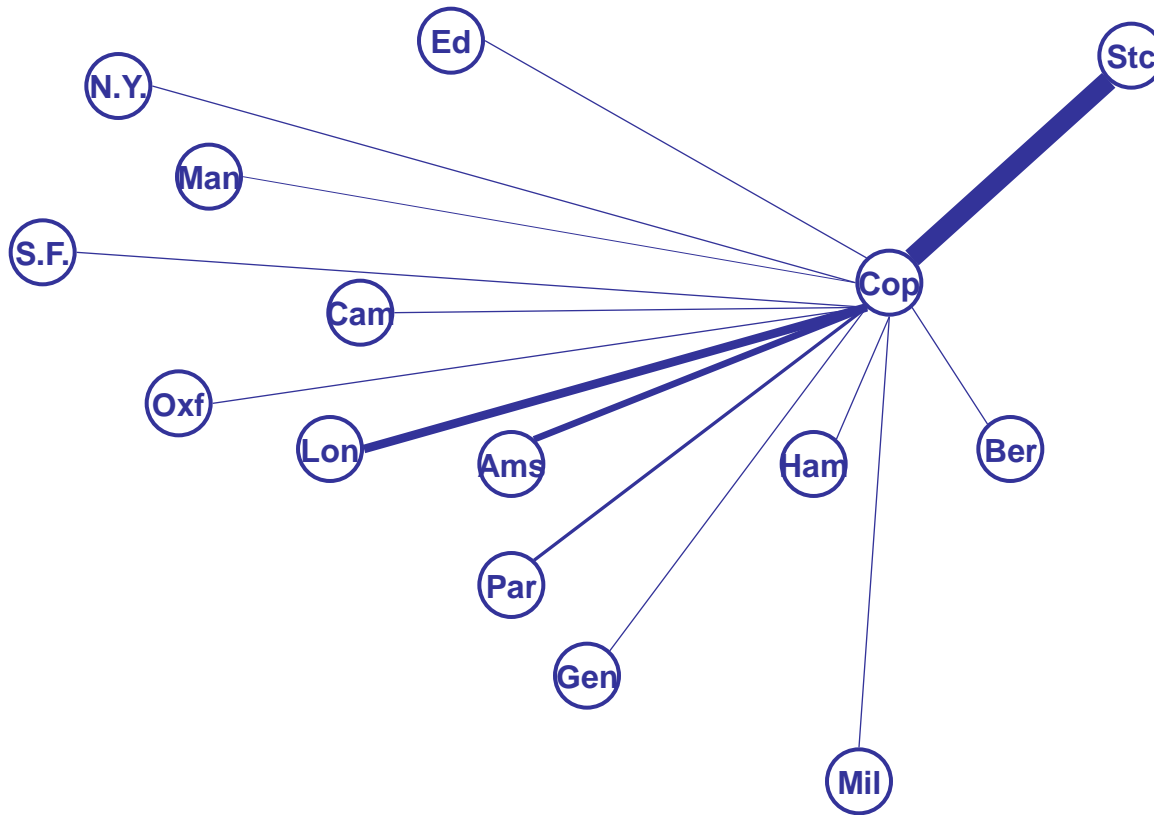 Ed
Stc
N.Y.
Man
S.F.
Cop
Cam
Oxf
Lon
Ams
Ham
Ber
Par
Gen
Mil